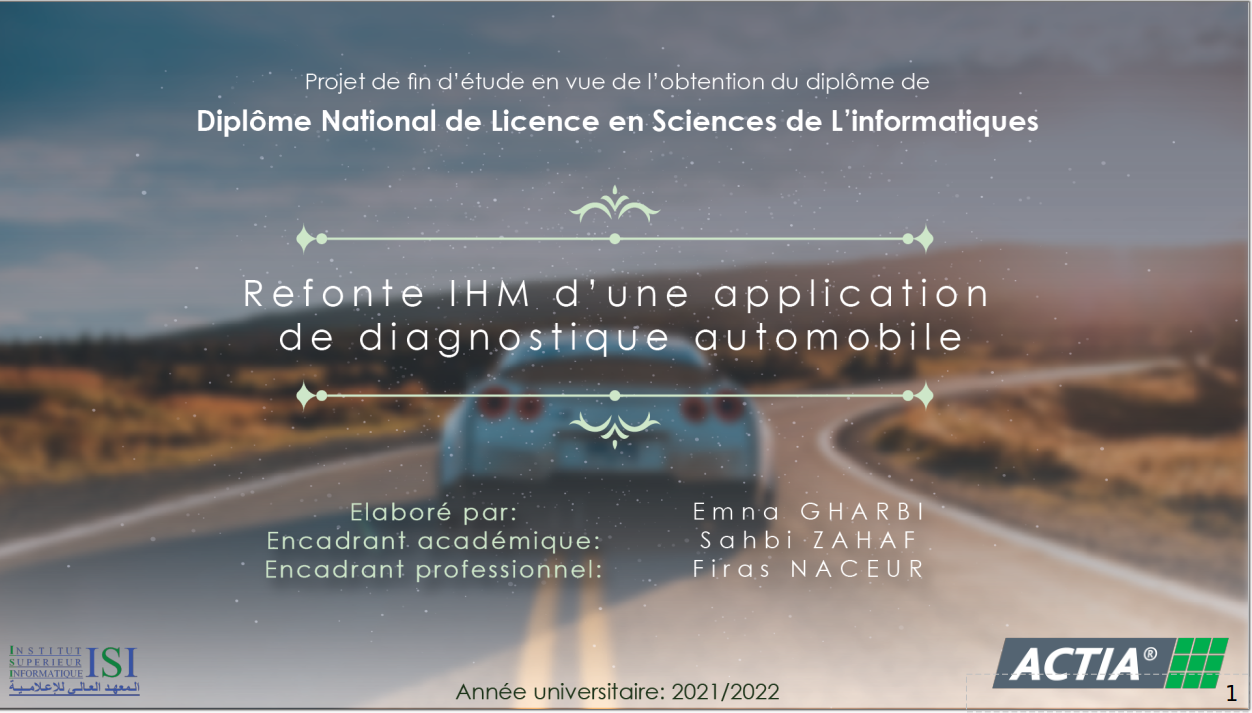 Projet de fin d'étude en vue de l'obtention du diplôme de
Diplôme National de Licence en Sciences de L'informatiques
Refonte IHM d'une application
de diagnostique automobile
Elaboré par: Emna GHARBI
Encadrant académique: Sahbi ZAHAF
Encadrant professionnel: Firas NACEUR
INSTITUT
SUPERIEUR
INFORMATIQUE
ISI
المعهد العالي للإعلامية
Année universitaire: 2021/2022
ACTIA®
1